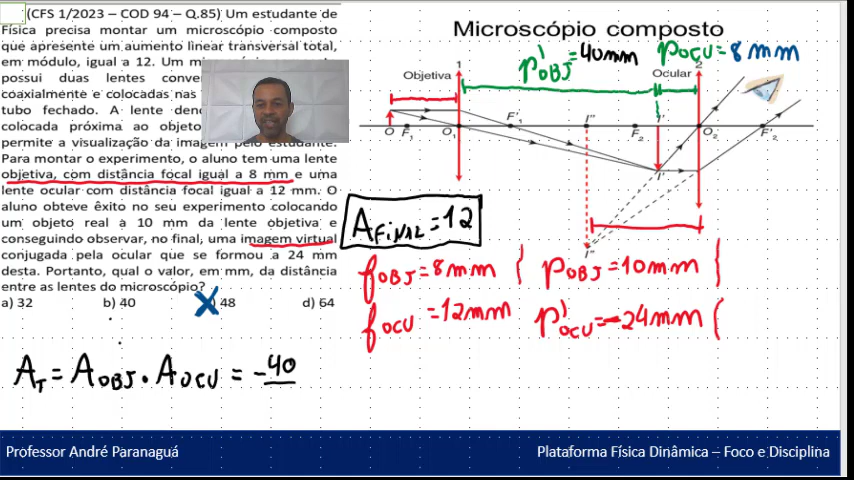 (CFS 1/2023 – COD 94 – Q.85) Um estudante de
Física precisa montar um microscópio composto
que apresente um aumento linear transversal total,
em módulo, igual a 12. Um mi
possui duas lentes conve
coaxialmente e colocadas nas
tubo fechado. A lente den
colocada próxima ao objeto
permite a visualização da imagem pelo estudante.
Para montar o experimento, o aluno tem uma lente
objetiva, com distância focal igual a 8 mm e uma
lente ocular com distância focal igual a 12 mm. O
aluno obteve êxito no seu experimento colocando
um objeto real a 10 mm da lente objetiva e
conseguindo observar, no final, uma imagem virtual
conjugada pela ocular que se formou a 24 mm
desta. Portanto, qual o valor, em mm, da distância
entre as lentes do microscópio?
a) 32 b) 40 X 48 d) 64
Microscópio composto
p'OBJ = 40mm pOCU = 8mm
1 Objetiva Ocular 2
O F1 O1 F'1 I'' F2 I' O2 F'2
I'
I''
AFINAL = 12
fOBJ = 8mm { pOBJ = 10mm {
fOCU = 12mm p'OCU = -24mm {
AT = AOBJ . AOCU = -40
Professor André Paranaguá
Plataforma Física Dinâmica – Foco e Disciplina